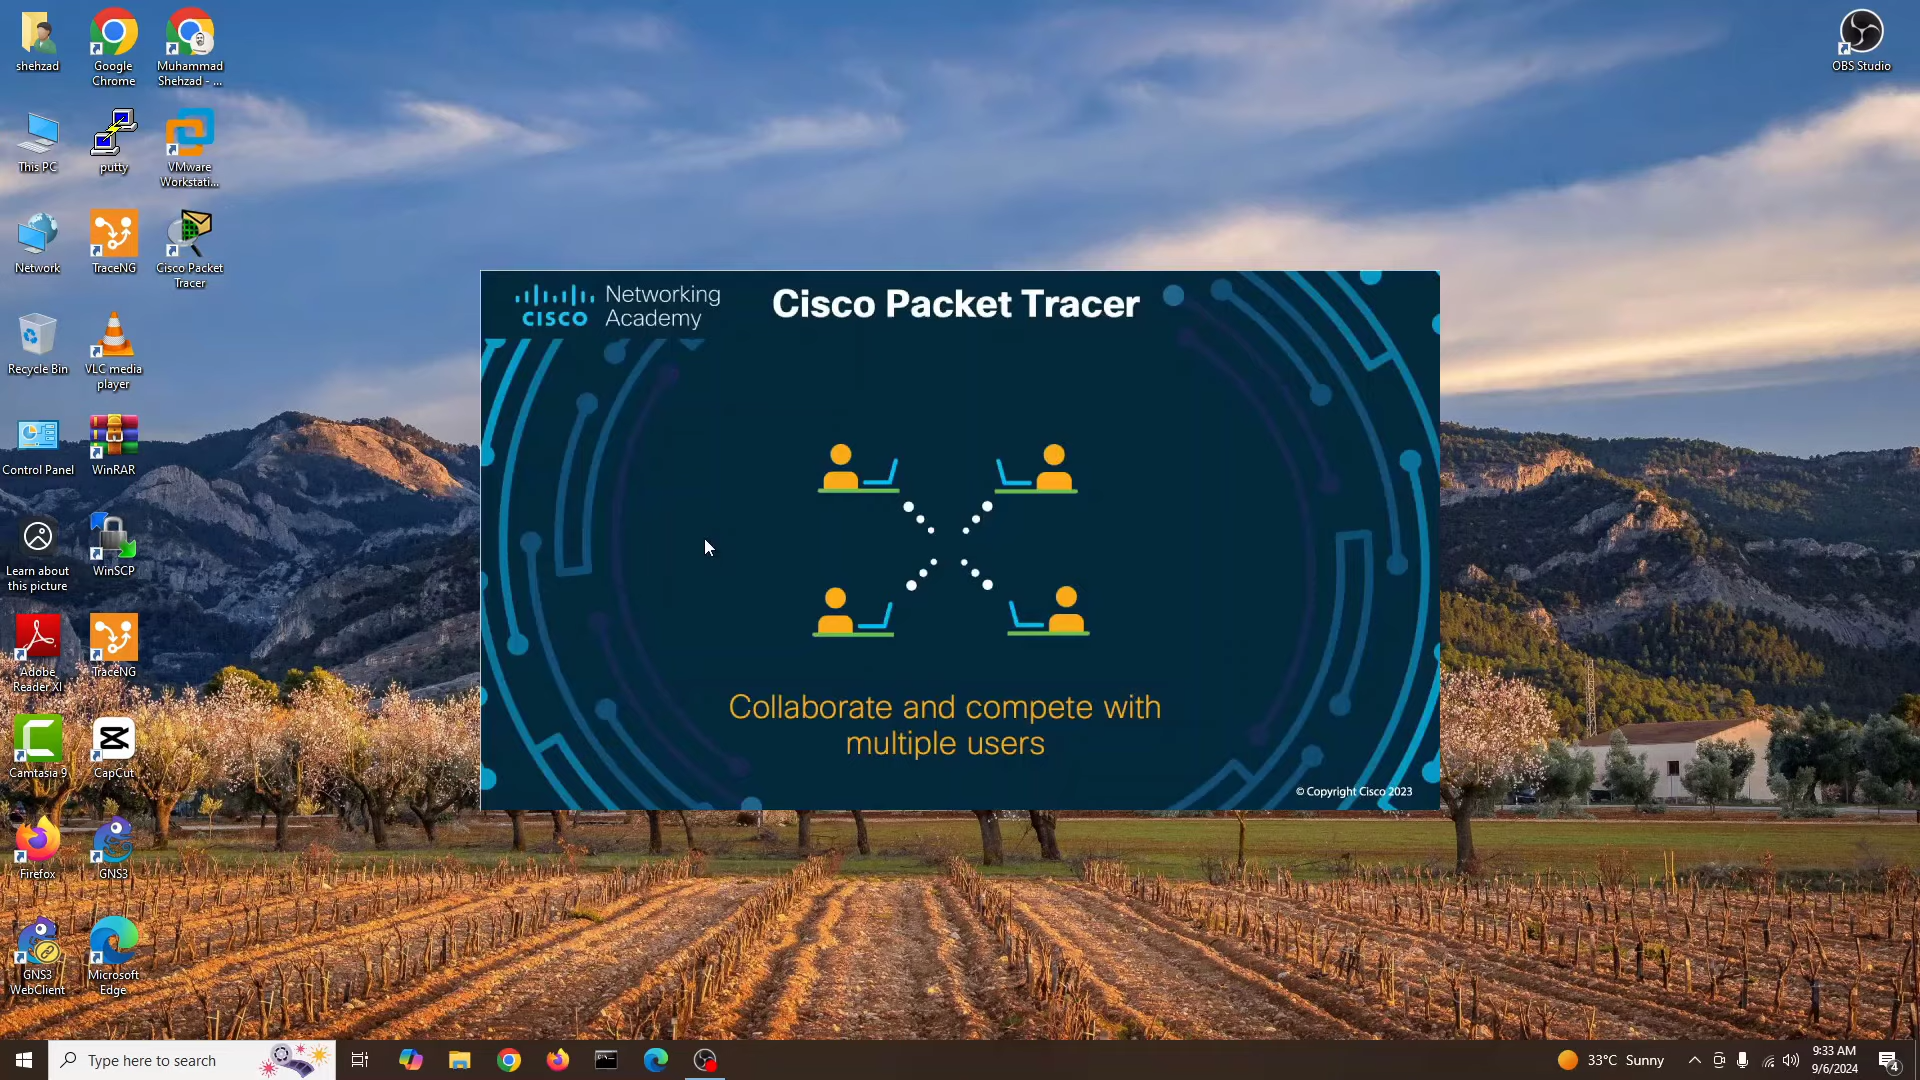 shehzad
Google
Chrome
Muhammad
Shehzad - ...
OBS Studio
This PC
putty
VMware
Workstati...
Network
TraceNG
Cisco Packet
Tracer
Recycle Bin
VLC media
player
Control Panel
WinRAR
Learn about
this picture
WinSCP
Adobe
Reader XI
TraceNG
Camtasia 9
CapCut
Firefox
GNS3
GNS3
WebClient
Microsoft
Edge
CISCO
Networking
Academy
Cisco Packet Tracer
Collaborate and compete with
multiple users
© Copyright Cisco 2023
Type here to search
33°C Sunny
9:33 AM
9/6/2024
4